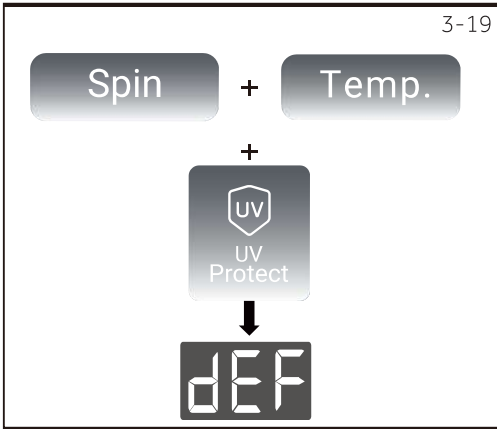 3-19
Spin + Temp.
+
UV
UV
Protect
dEF